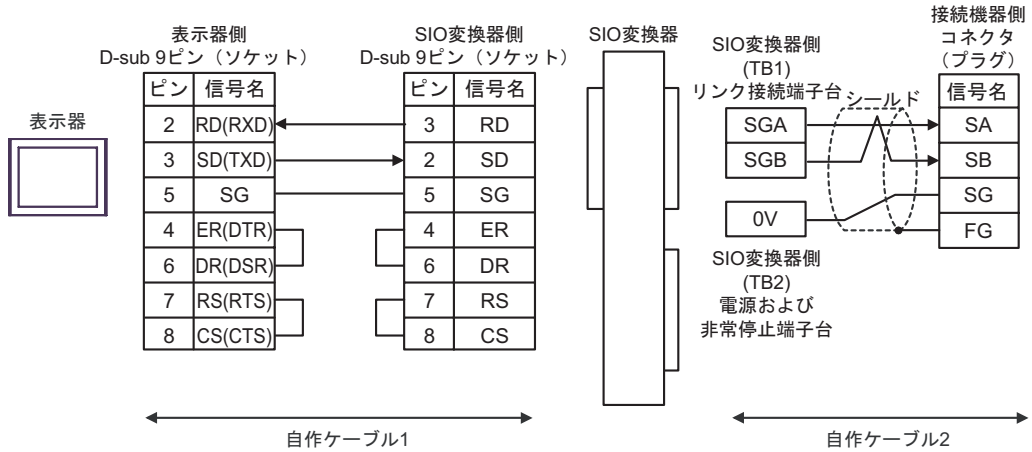 表示器
表示器側
D-sub 9ピン（ソケット）
ピン 信号名
2 RD(RXD)
3 SD(TXD)
5 SG
4 ER(DTR)
6 DR(DSR)
7 RS(RTS)
8 CS(CTS)
SIO変換器側
D-sub 9ピン（ソケット）
ピン 信号名
3 RD
2 SD
5 SG
4 ER
6 DR
7 RS
8 CS
SIO変換器
SIO変換器側
(TB1)
リンク接続端子台
SGA
SGB
0V
SIO変換器側
(TB2)
電源および
非常停止端子台
シールド
接続機器側
コネクタ
（プラグ）
信号名
SA
SB
SG
FG
自作ケーブル1
自作ケーブル2